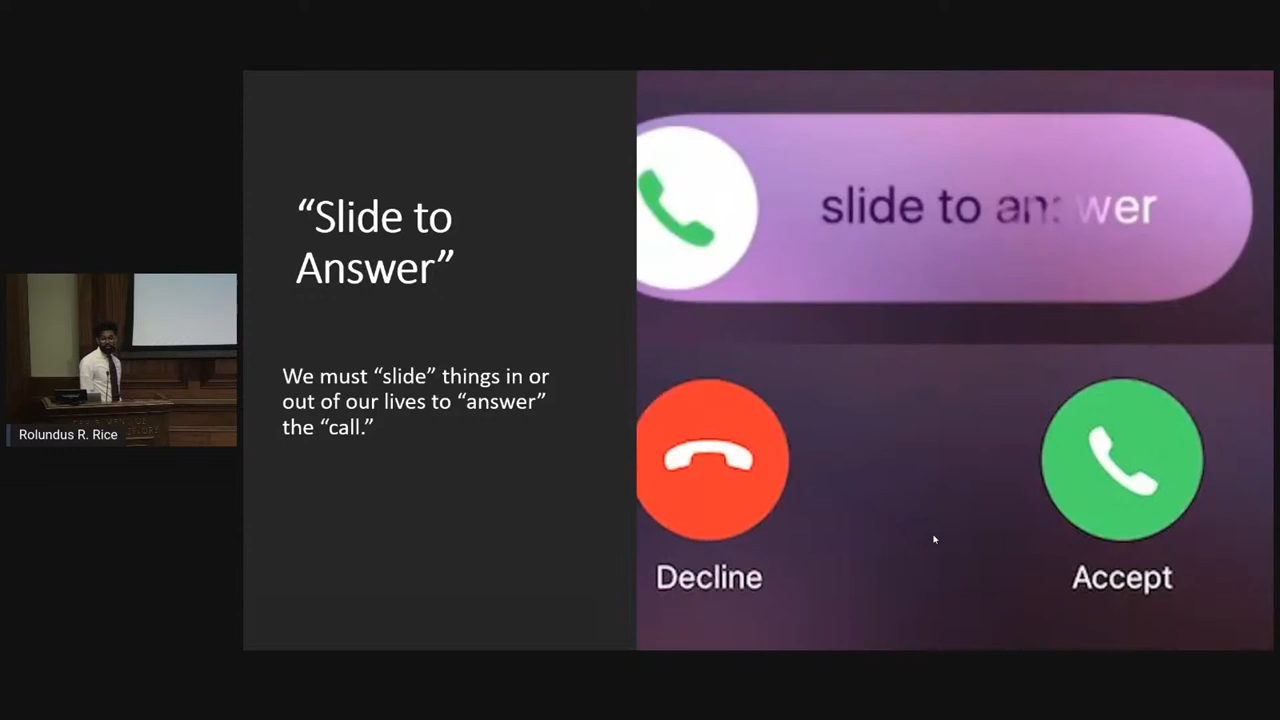 “Slide to
Answer”
We must “slide” things in or
out of our lives to “answer”
the “call.”
slide to answer
Decline
Accept
Rolundus R. Rice